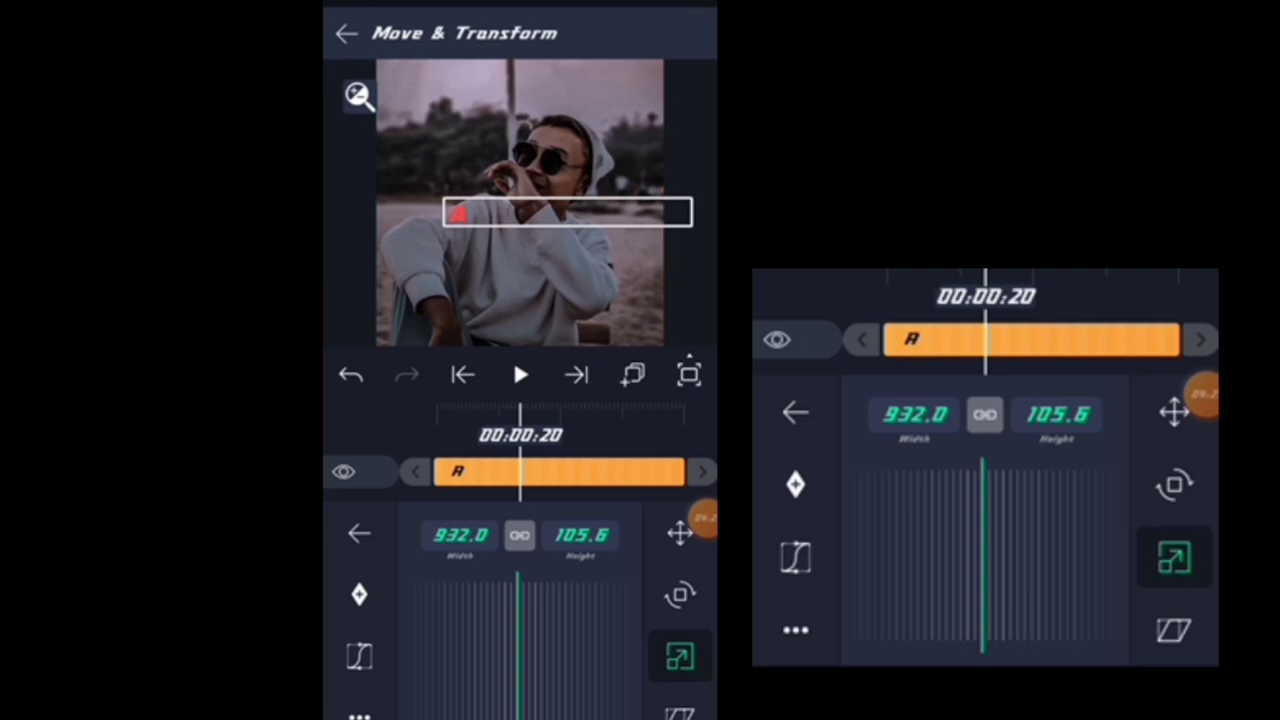 Move & Transform
A
00:00:20
A
932.0
105.6
Width
Height
00:00:20
A
932.0
105.6
Width
Height